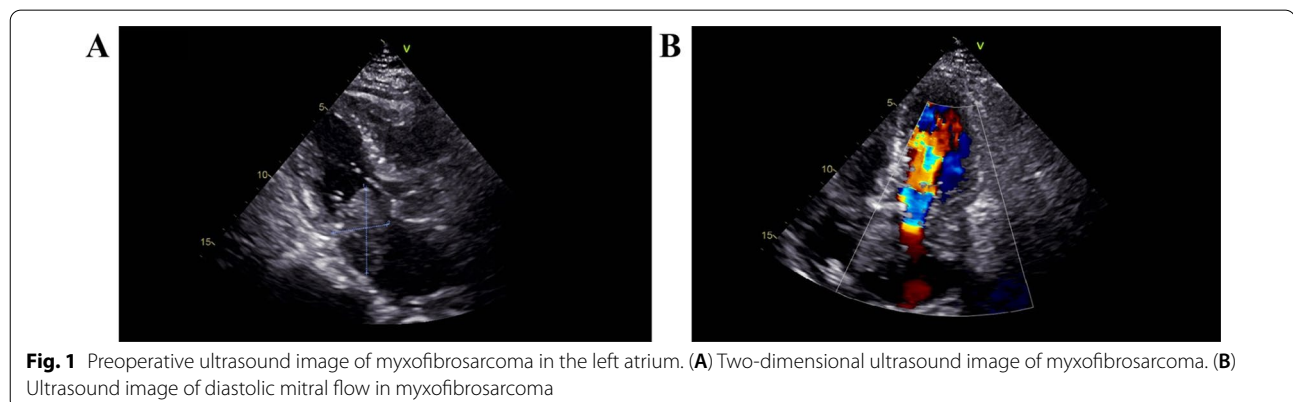 A
B
V
5
10
15
V
5
10
15
Fig. 1 Preoperative ultrasound image of myxofibrosarcoma in the left atrium. (A) Two-dimensional ultrasound image of myxofibrosarcoma. (B)
Ultrasound image of diastolic mitral flow in myxofibrosarcoma